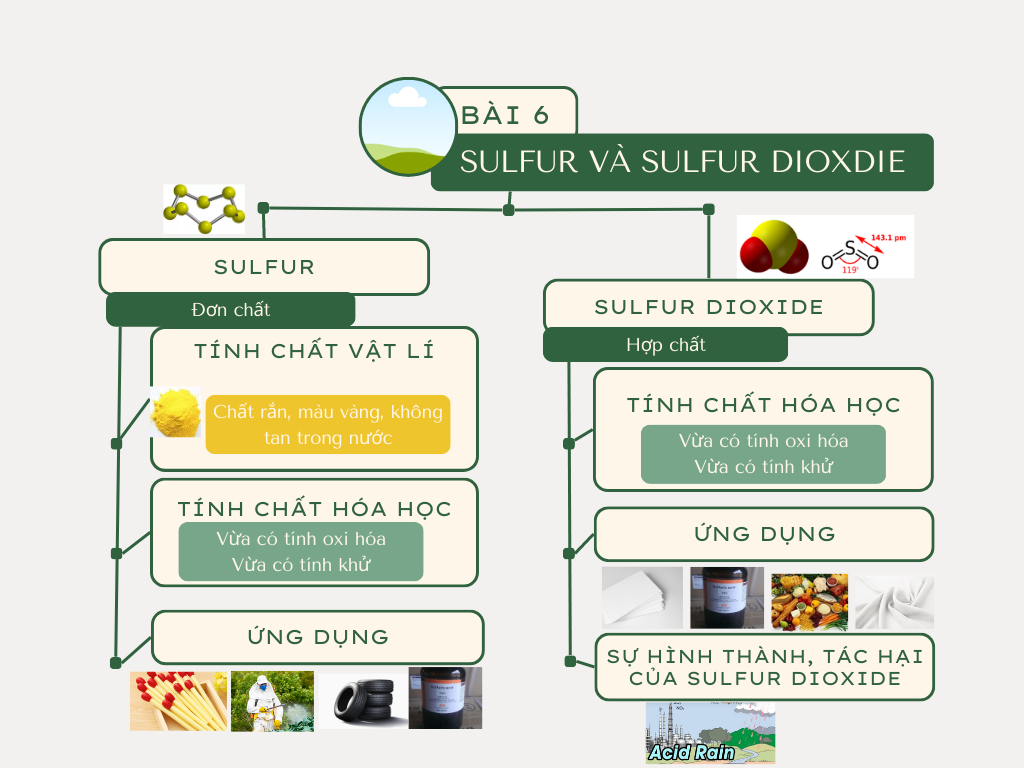 BÀI 6
SULFUR VÀ SULFUR DIOXDIE
SULFUR
Đơn chất
TÍNH CHẤT VẬT LÍ
Chất rắn, màu vàng, không
tan trong nước
TÍNH CHẤT HÓA HỌC
Vừa có tính oxi hóa
Vừa có tính khử
ỨNG DỤNG
143.1 pm
S
O
O
119°
SULFUR DIOXIDE
Hợp chất
TÍNH CHẤT HÓA HỌC
Vừa có tính oxi hóa
Vừa có tính khử
ỨNG DỤNG
SỰ HÌNH THÀNH, TÁC HẠI
CỦA SULFUR DIOXIDE
Acid Rain